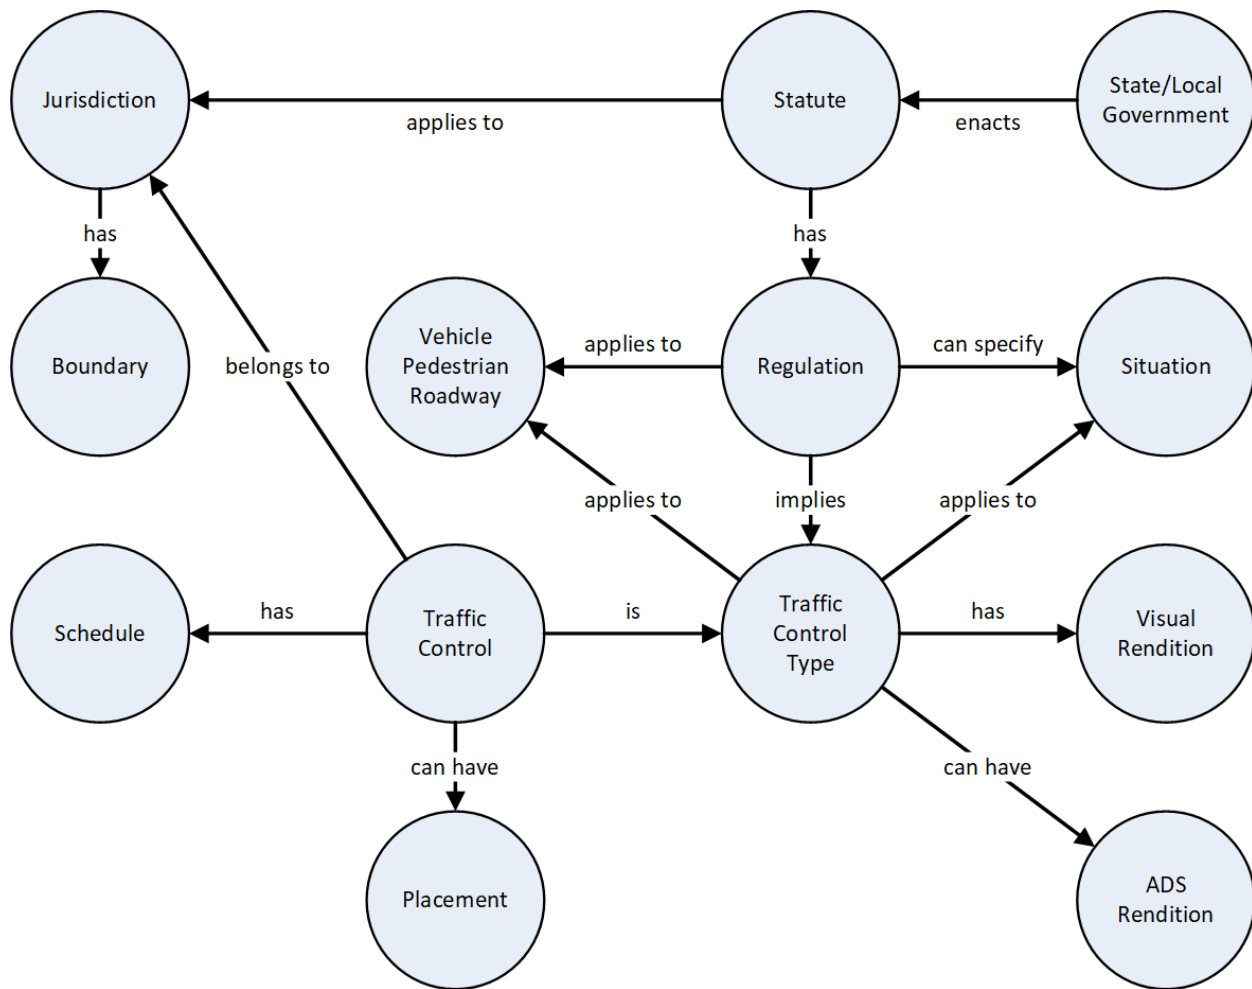 Jurisdiction
Statute
State/Local
Government
applies to
enacts
has
has
Boundary
Vehicle
Pedestrian
Roadway
Regulation
Situation
belongs to
applies to
can specify
applies to
implies
applies to
Schedule
Traffic
Control
Traffic
Control
Type
Visual
Rendition
has
is
has
can have
can have
Placement
ADS
Rendition